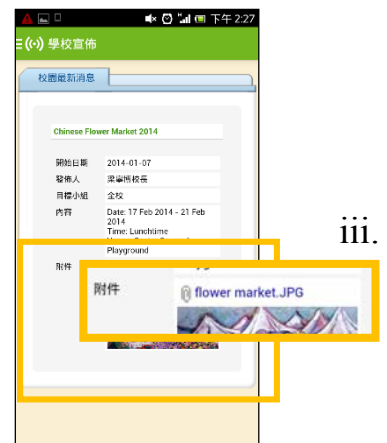 下午 2:27
學校宣佈
校園最新消息
Chinese Flower Market 2014
開始日期 2014-01-07
發佈人 梁寧博校長
目標小組 全校
內容 Date: 17 Feb 2014 - 21 Feb
2014
Time: Lunchtime
Playground
附件
附件 flower market.JPG
iii.